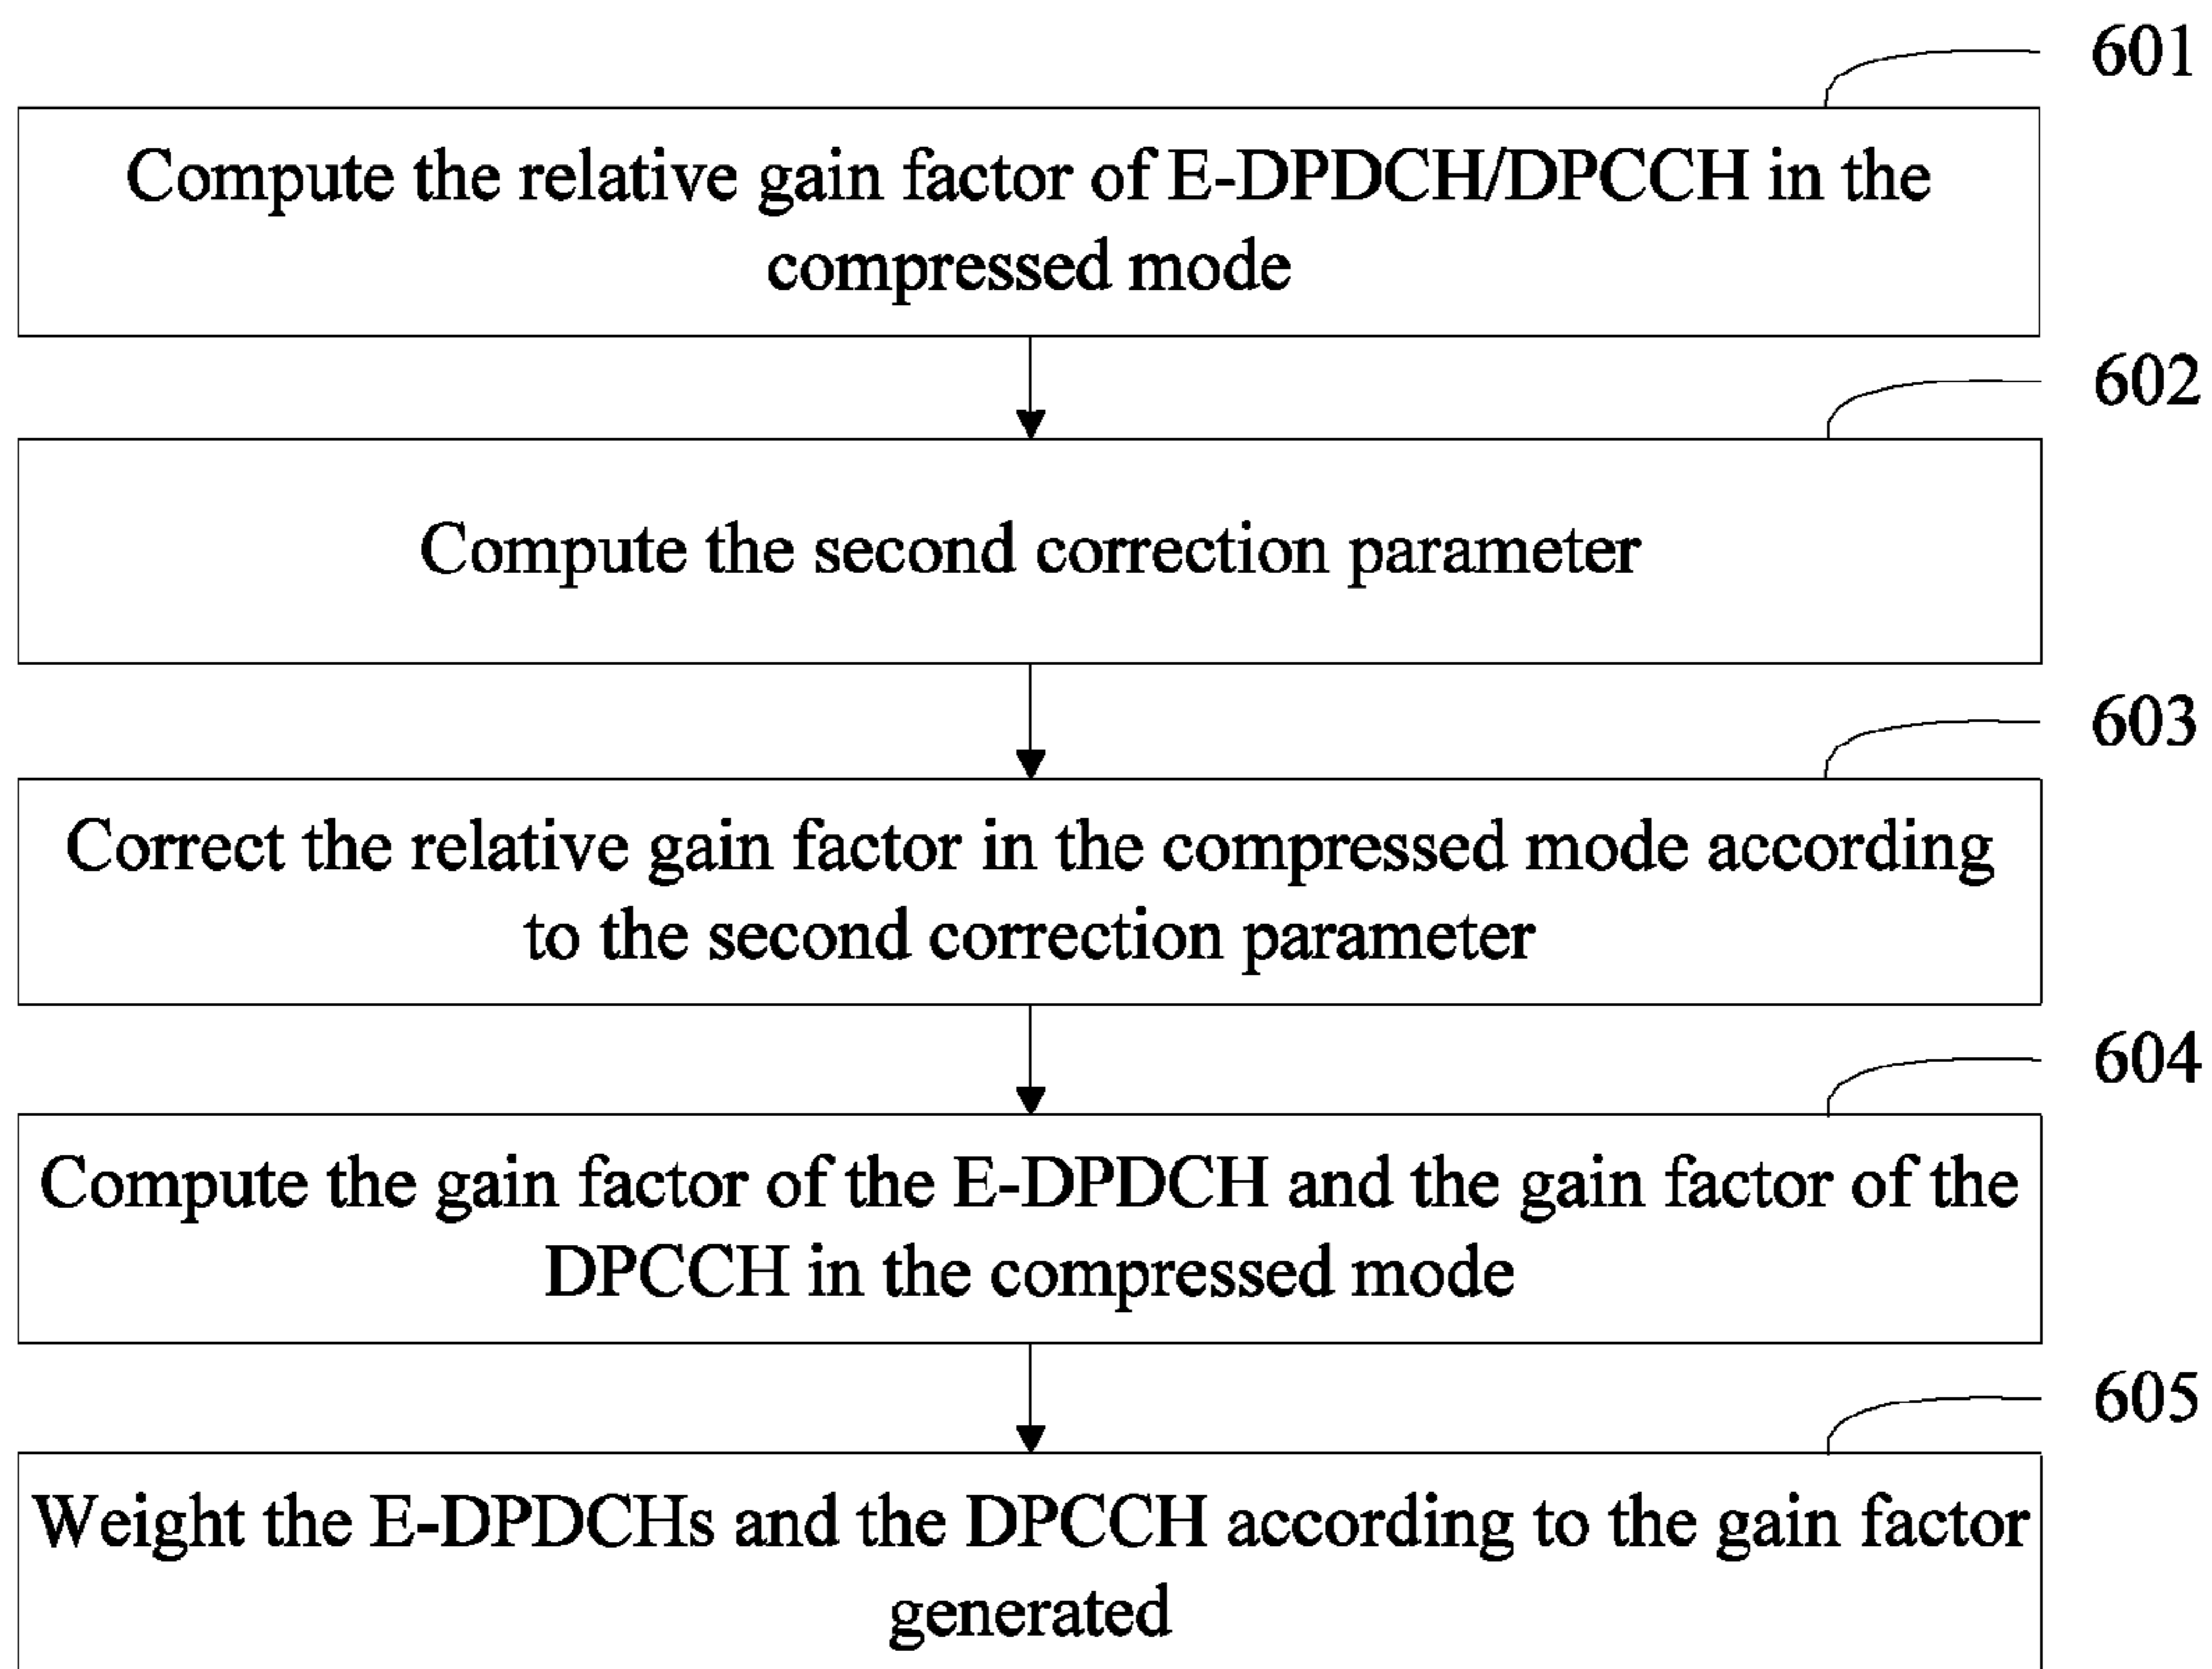 601
Compute the relative gain factor of E-DPDCH/DPCCH in the
compressed mode
602
Compute the second correction parameter
603
Correct the relative gain factor in the compressed mode according
to the second correction parameter
604
Compute the gain factor of the E-DPDCH and the gain factor of the
DPCCH in the compressed mode
605
Weight the E-DPDCHs and the DPCCH according to the gain factor
generated